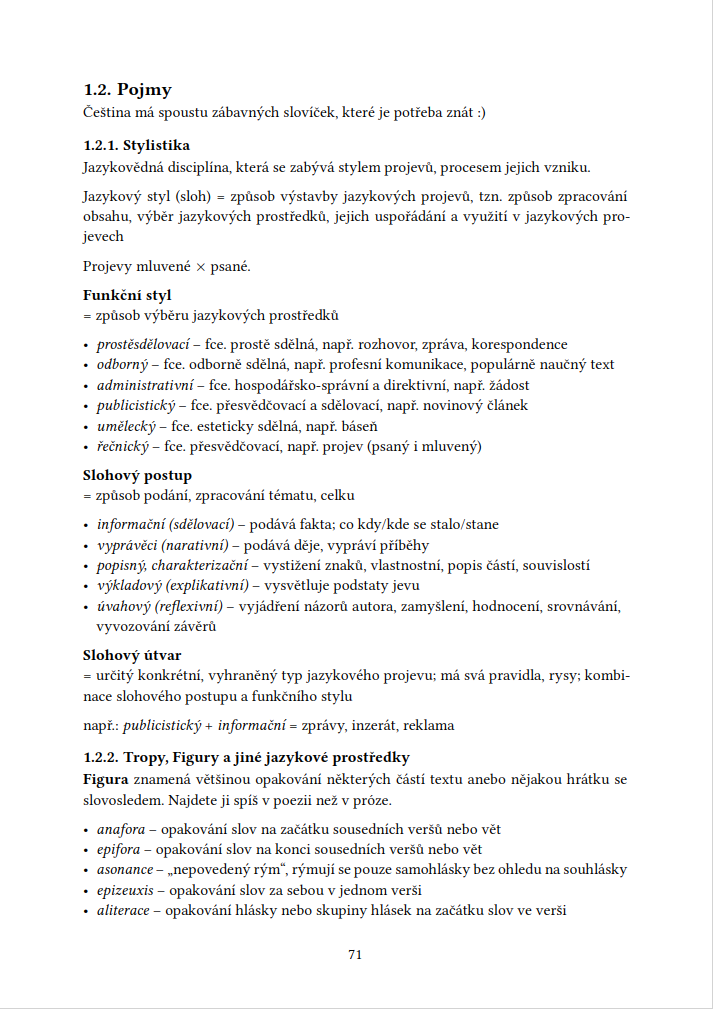 1.2. Pojmy
Čeština má spoustu zábavných slovíček, které je potřeba znát :)
1.2.1. Stylistika
Jazykovědná disciplína, která se zabývá stylem projevů, procesem jejich vzniku.
Jazykový styl (sloh) = způsob výstavby jazykových projevů, tzn. způsob zpracování
obsahu, výběr jazykových prostředků, jejich uspořádání a využití v jazykových pro-
jevech
Projevy mluvené × psané.
Funkční styl
= způsob výběru jazykových prostředků
• prostěsdělovací – fce. prostě sdělná, např. rozhovor, zpráva, korespondence
• odborný – fce. odborně sdělná, např. profesní komunikace, populárně naučný text
• administrativní – fce. hospodářsko-správní a direktivní, např. žádost
• publicistický – fce. přesvědčovací a sdělovací, např. novinový článek
• umělecký – fce. esteticky sdělná, např. báseň
• řečnický – fce. přesvědčovací, např. projev (psaný i mluvený)
Slohový postup
= způsob podání, zpracování tématu, celku
• informační (sdělovací) – podává fakta; co kdy/kde se stalo/stane
• vyprávěci (narativní) – podává děje, vypráví příběhy
• popisný, charakterizační – vystižení znaků, vlastnostní, popis částí, souvislostí
• výkladový (explikativní) – vysvětluje podstaty jevu
• úvahový (reflexivní) – vyjádření názorů autora, zamyšlení, hodnocení, srovnávání,
vyvozování závěrů
Slohový útvar
= určitý konkrétní, vyhraněný typ jazykového projevu; má svá pravidla, rysy; kombi-
nace slohového postupu a funkčního stylu
např.: publicistický + informační = zprávy, inzerát, reklama
1.2.2. Tropy, Figury a jiné jazykové prostředky
Figura znamená většinou opakování některých částí textu anebo nějakou hrátku se
slovosledem. Najdete ji spíš v poezii než v próze.
• anafora – opakování slov na začátku sousedních veršů nebo vět
• epifora – opakování slov na konci sousedních veršů nebo vět
• asonance – „nepovedený rým“, rýmují se pouze samohlásky bez ohledu na souhlásky
• epizeuxis – opakování slov za sebou v jednom verši
• aliterace – opakování hlásky nebo skupiny hlásek na začátku slov ve verši
71